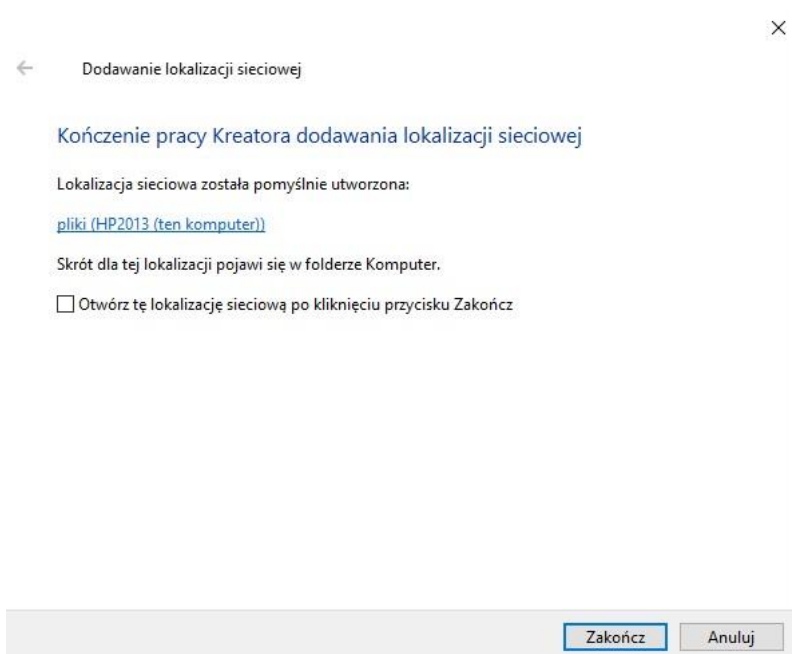 Dodawanie lokalizacji sieciowej
Kończenie pracy Kreatora dodawania lokalizacji sieciowej
Lokalizacja sieciowa została pomyślnie utworzona:
pliki (HP2013 (ten komputer))
Skrót dla tej lokalizacji pojawi się w folderze Komputer.
Otwórz tę lokalizację sieciową po kliknięciu przycisku Zakończ
Zakończ
Anuluj